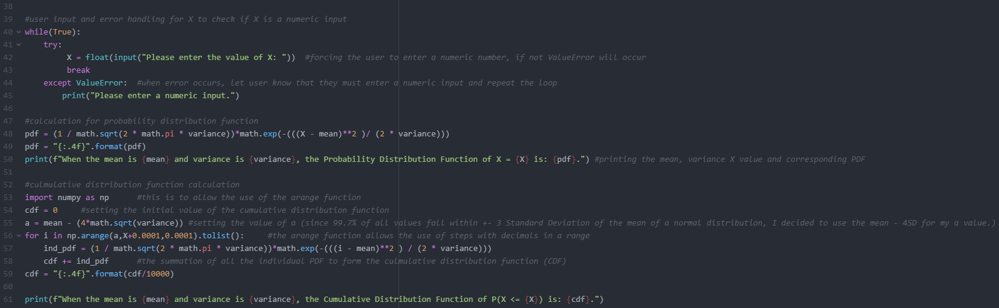 38
39 #user input and error handling for X to check if X is a numeric input
40 while(True):
41     try:
42          X = float(input("Please enter the value of X: "))  #forcing the user to enter a numeric number, if not ValueError will occur
43          break
44     except ValueError:  #when error occurs, let user know that they must enter a numeric input and repeat the loop
45         print("Please enter a numeric input.")
46
47 #calculation for probability distribution function
48 pdf = (1 / math.sqrt(2 * math.pi * variance))*math.exp(-(((X - mean)**2 )/ (2 * variance)))
49 pdf = "{:.4f}".format(pdf)
50 print(f"When the mean is {mean} and variance is {variance}, the Probability Distribution Function of X = {X} is: {pdf}.") #printing the mean, variance X value and corresponding PDF
51
52 #culmulative distribution function calculation
53 import numpy as np      #this is to allow the use of the arange function
54 cdf = 0     #setting the initial value of the cumulative distribution function
55 a = mean - (4*math.sqrt(variance)) #setting the value of a (since 99.7% of all values fall within +- 3 Standard Deviation of the mean of a normal distribution, I decided to use the mean - 4SD for my a value.)
56 for i in np.arange(a,X+0.0001,0.0001).tolist():     #the arange function allows the use of steps with decimals in a range
57     ind_pdf = (1 / math.sqrt(2 * math.pi * variance))*math.exp(-(((i - mean)**2 ) / (2 * variance)))
58     cdf += ind_pdf      #the summation of all the individual PDF to form the culmulative distribution function (CDF)
59 cdf = "{:.4f}".format(cdf/10000)
60
61 print(f"When the mean is {mean} and variance is {variance}, the Cumulative Distribution Function of P(X <= {X}) is: {cdf}.")